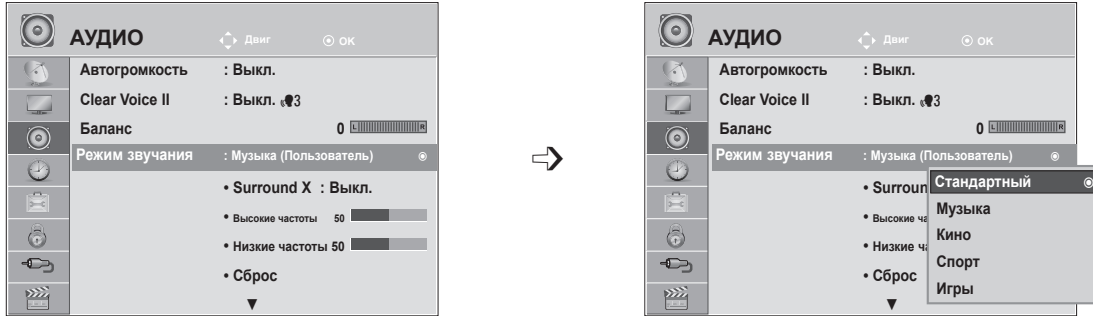 АУДИО Двиг ОК
Автогромкость : Выкл.
Clear Voice II : Выкл. 3
Баланс 0 L R
Режим звучания : Музыка (Пользователь)
• Surround X : Выкл.
• Высокие частоты 50
• Низкие частоты 50
• Сброс
АУДИО Двиг ОК
Автогромкость : Выкл.
Clear Voice II : Выкл. 3
Баланс 0 L R
Режим звучания : Музыка (Пользователь)
• Surroun
• Высокие ча
• Низкие ча
• Сброс
Стандартный
Музыка
Кино
Спорт
Игры